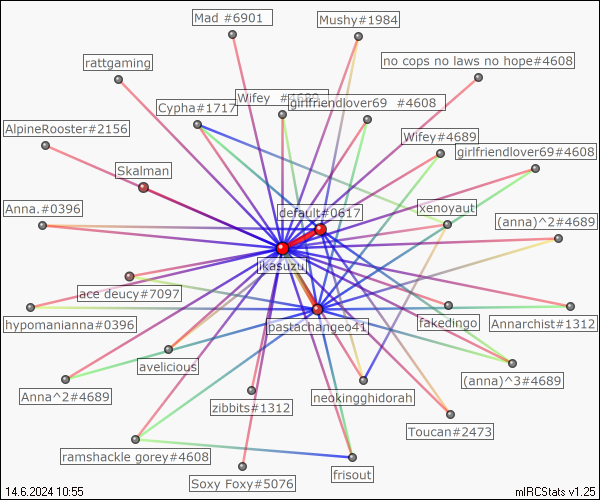 Mad #6901
Mushy#1984
rattgaming
no cops no laws no hope#4608
Wifey #4689
girlfriendlover69 #4608
Cypha#1717
AlpineRooster#2156
Wifey#4689
girlfriendlover69#4608
Skalman
Anna.#0396
default#0617
xenoyaut
(anna)^2#4689
ikasuzu
ace deucy#7097
hypomanianna#0396
pastachangeo41
fakedingo
Annarchist#1312
avelicious
(anna)^3#4689
Anna^2#4689
zibbits#1312
neokingghidorah
Toucan#2473
ramshackle gorey#4608
Soxy Foxy#5076
frisout
14.6.2024 10:55
mIRCStats v1.25